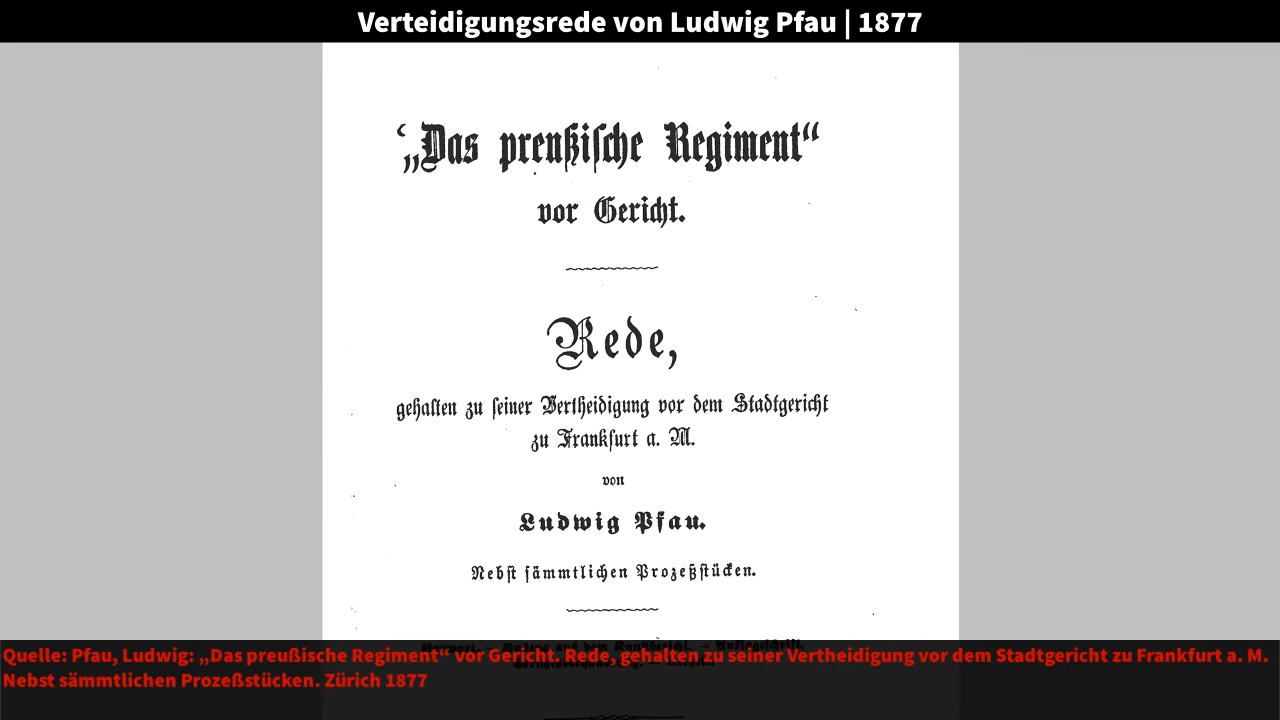 Verteidigungsrede von Ludwig Pfau | 1877
„Das preußische Regiment“
vor Gericht.
Rede,
gehalten zu seiner Vertheidigung vor dem Stadtgericht
zu Frankfurt a. M.
von
Ludwig Pfau.
Nebst sämmtlichen Prozeßstücken.
Quelle: Pfau, Ludwig: „Das preußische Regiment“ vor Gericht. Rede, gehalten zu seiner Vertheidigung vor dem Stadtgericht zu Frankfurt a. M.
Nebst sämmtlichen Prozeßstücken. Zürich 1877